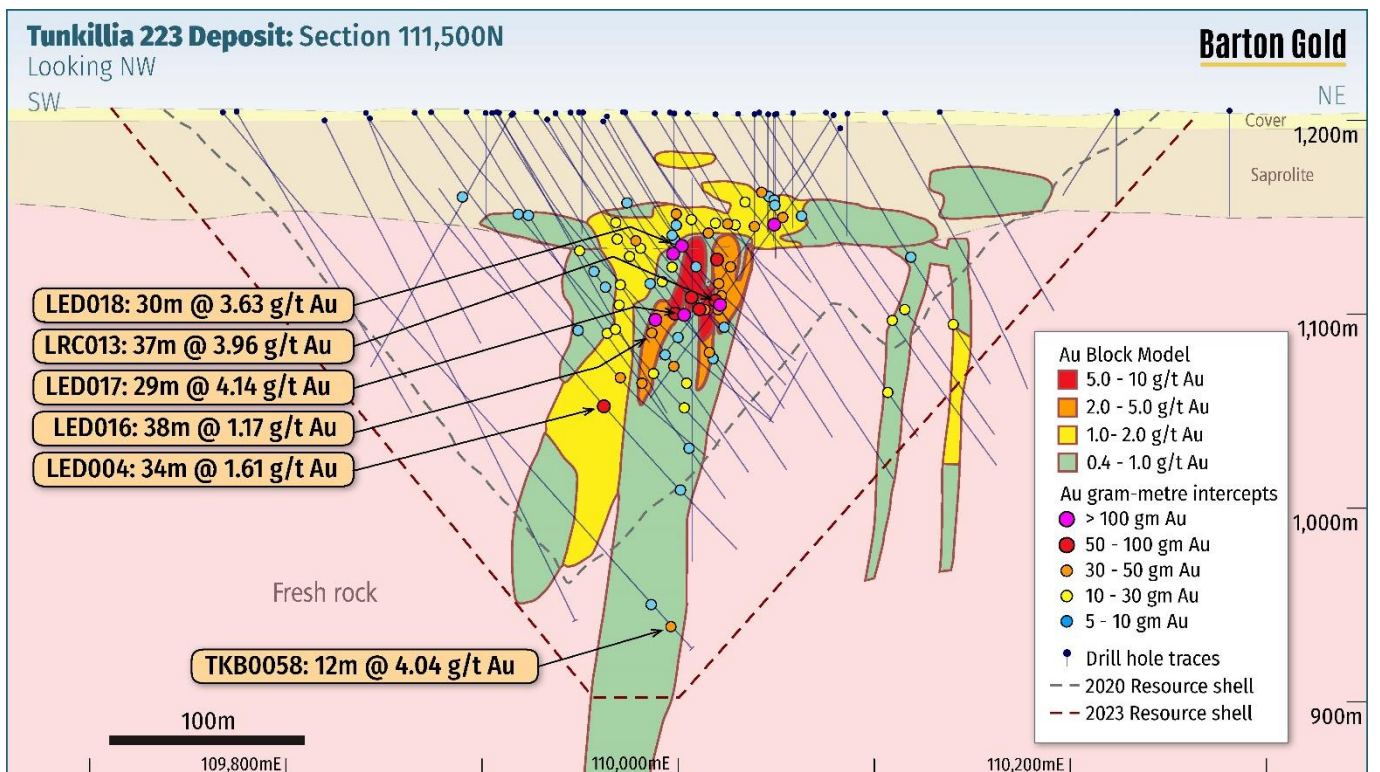 Tunkillia 223 Deposit: Section 111,500N
Looking NW
SW
Barton Gold
NE
Cover
1,200m
Saprolite
LED018: 30m @ 3.63 g/t Au
LRC013: 37m @ 3.96 g/t Au
LED017: 29m @ 4.14 g/t Au
LED016: 38m @ 1.17 g/t Au
LED004: 34m @ 1.61 g/t Au
1,100m
Au Block Model
5.0 - 10 g/t Au
2.0 - 5.0 g/t Au
1.0- 2.0 g/t Au
0.4 - 1.0 g/t Au
Au gram-metre intercepts
> 100 gm Au
50 - 100 gm Au
30 - 50 gm Au
10 - 30 gm Au
5 - 10 gm Au
Drill hole traces
2020 Resource shell
2023 Resource shell
1,000m
Fresh rock
TKB0058: 12m @ 4.04 g/t Au
900m
100m
109,800mE
110,000mE
110,200mE